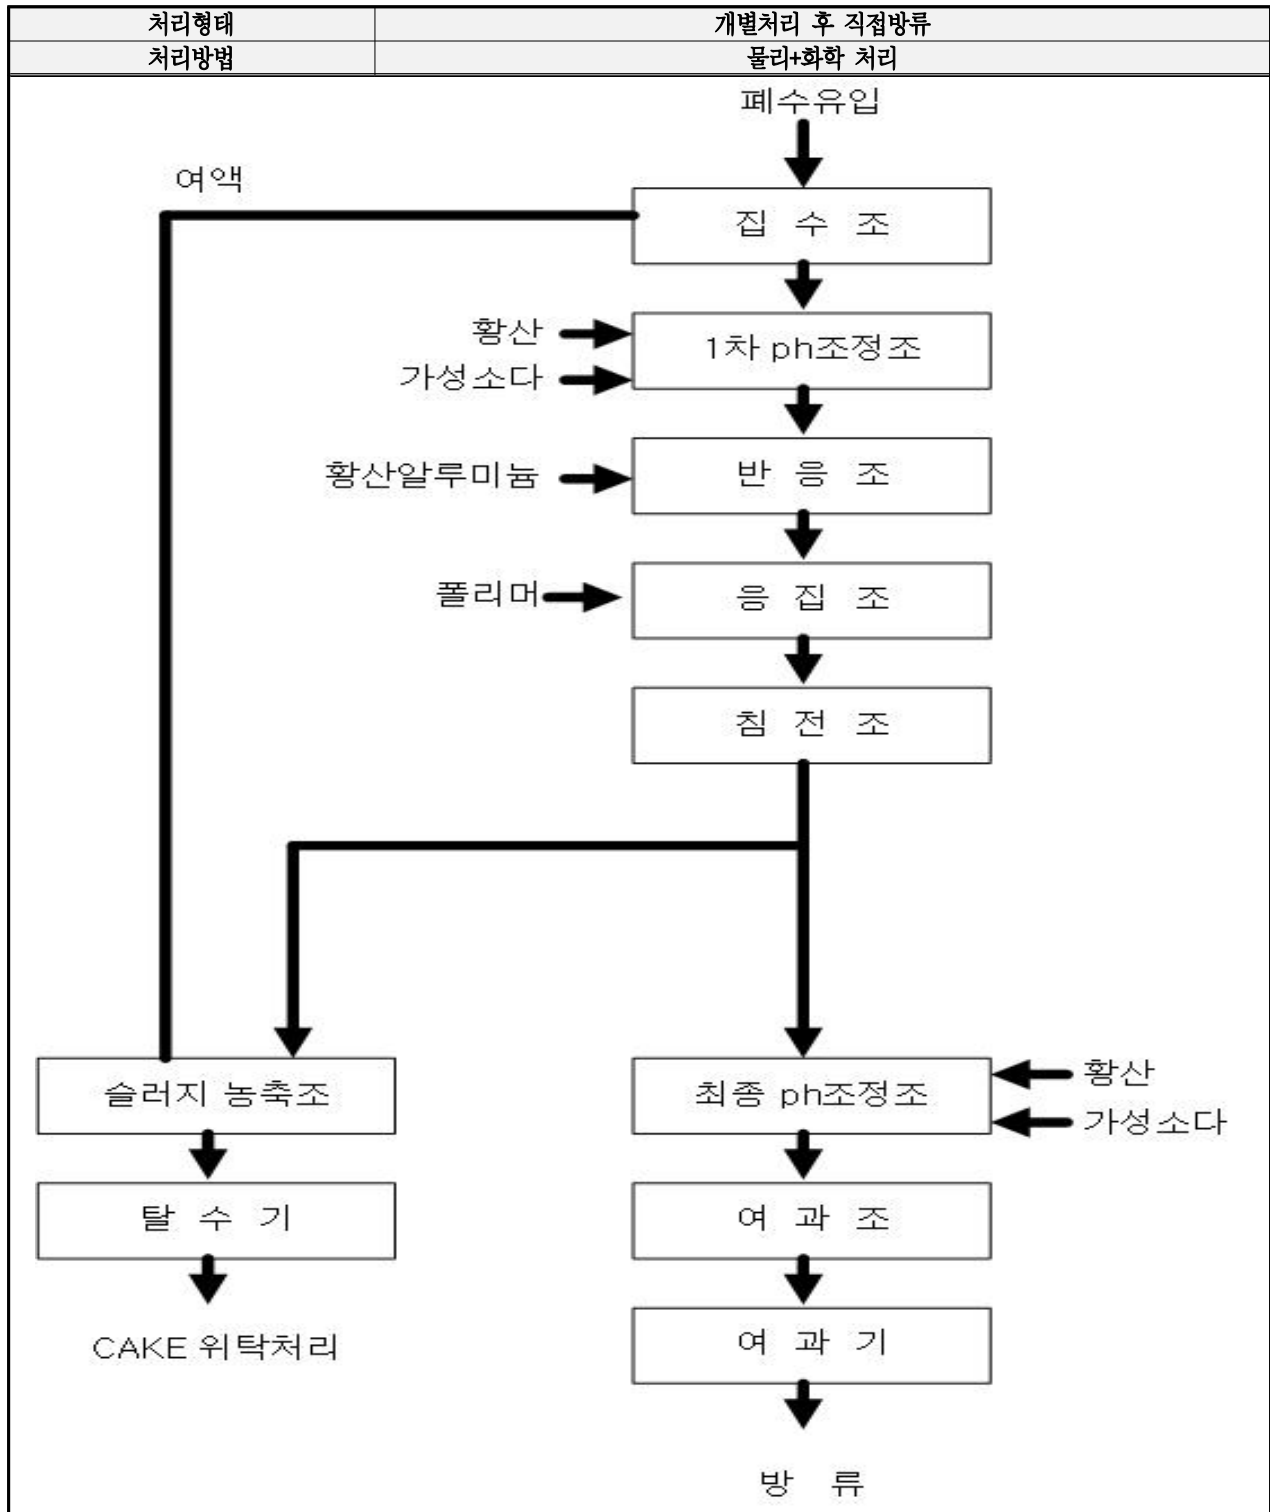 처리형태 개별처리 후 직접방류
처리방법 물리+화학 처리
폐수유입
여액
집 수 조
황산
1차 ph조정조
가성소다
황산알루미늄
반 응 조
폴리머
응 집 조
침 전 조
슬러지 농축조
최종 ph조정조
황산
가성소다
탈 수 기
여 과 조
CAKE 위탁처리
여 과 기
방 류